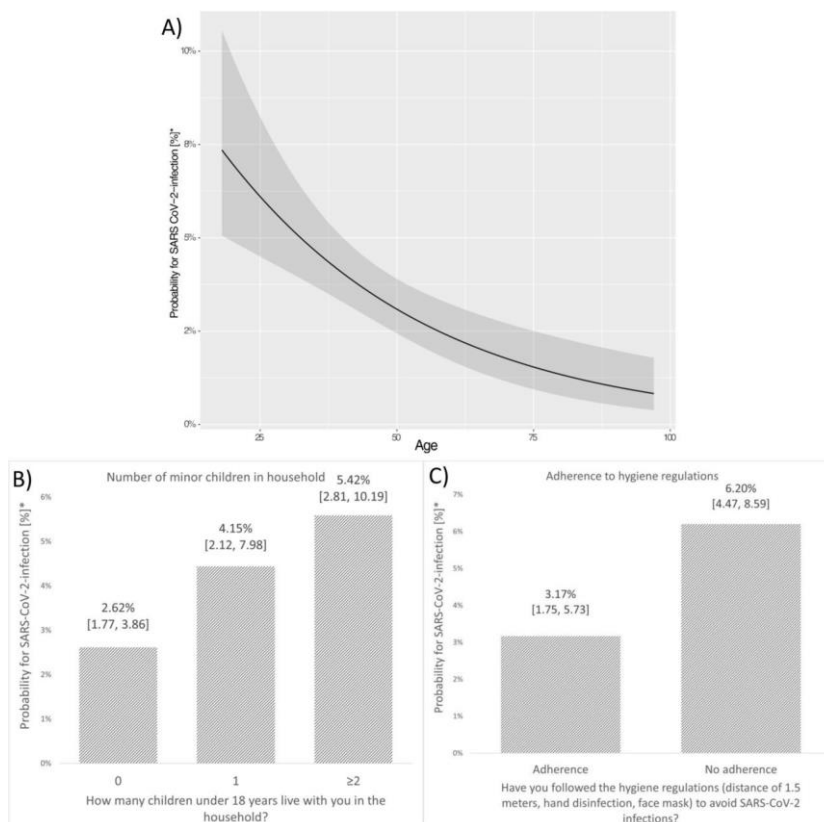 A)
Probability for SARS CoV-2-infection [%]*
10%
8%
5%
2%
0%
25
50
75
100
Age
B)
Number of minor children in household
Probability for SARS-CoV-2-infection [%]*
6%
5%
4%
3%
2%
1%
0%
2.62%
[1.77, 3.86]
4.15%
[2.12, 7.98]
5.42%
[2.81, 10.19]
0
1
≥2
How many children under 18 years live with you in the
household?
C)
Adherence to hygiene regulations
Probability for SARS-CoV-2-infection [%]*
7%
6%
5%
4%
3%
2%
1%
0%
3.17%
[1.75, 5.73]
6.20%
[4.47, 8.59]
Adherence
No adherence
Have you followed the hygiene regulations (distance of 1.5
meters, hand disinfection, face mask) to avoid SARS-CoV-2
infections?